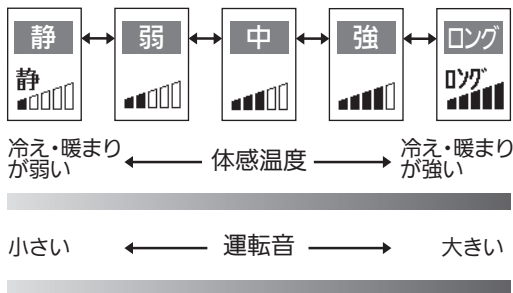 静 弱 中 強 ロング
静 ロング
冷え・暖まり
が弱い
体感温度
冷え・暖まり
が強い
小さい 運転音 大きい